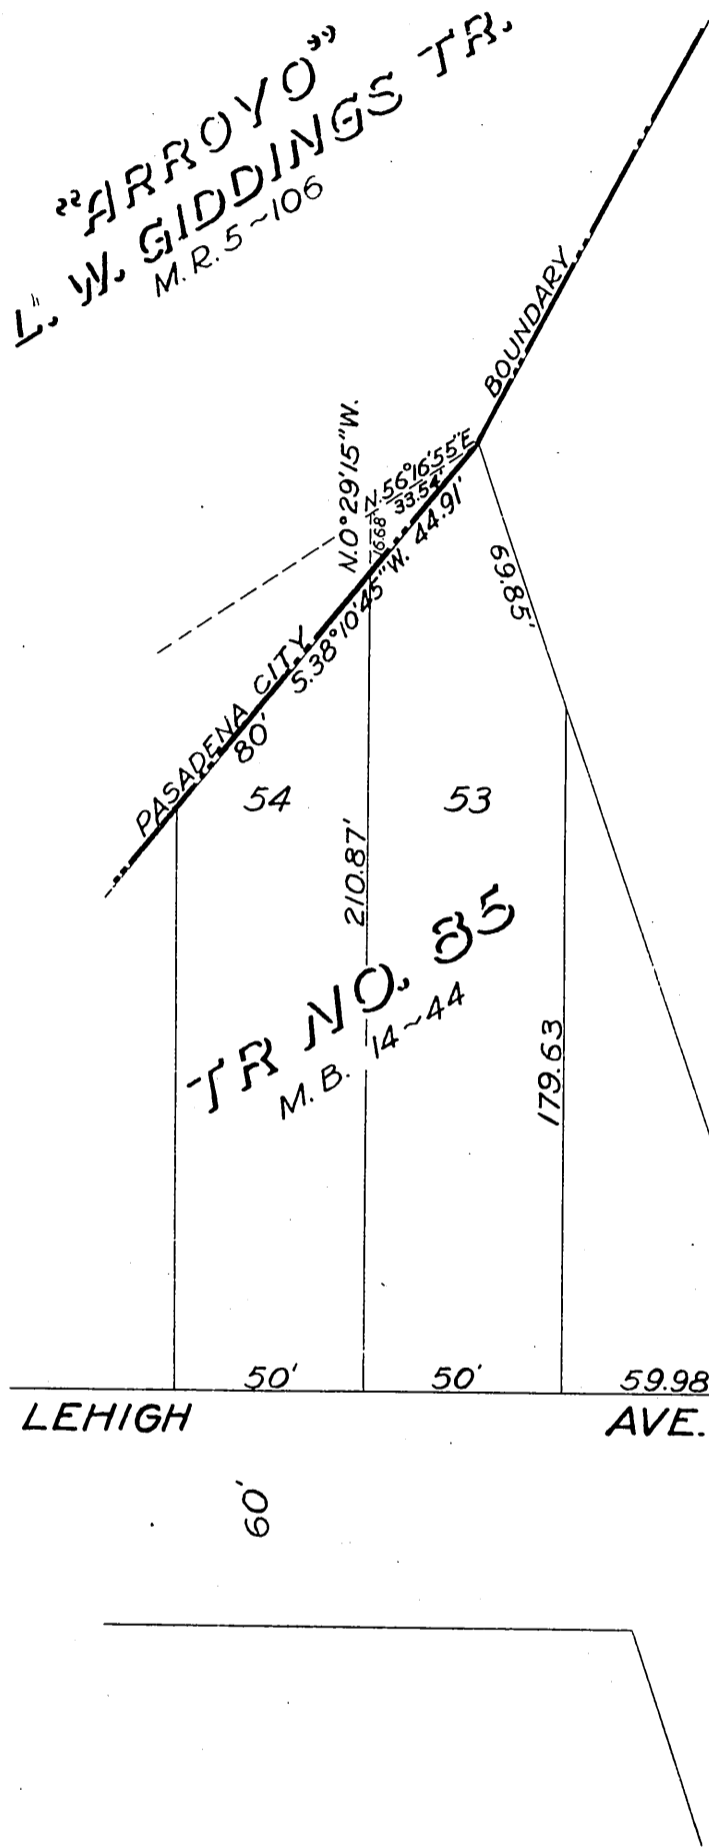 "ARROYO"
L. W. GIDDINGS TR.
M.R. 5~106
BOUNDARY
N.0°29'15"W.
N.56°16'55"E
33.54'
16.68'
S.38°10'45"W. 44.91'
69.85'
PASADENA CITY
80'
54
53
210.87'
TR NO. 85
M.B. 14~44
179.63
50'
50'
59.98
LEHIGH AVE.
60'